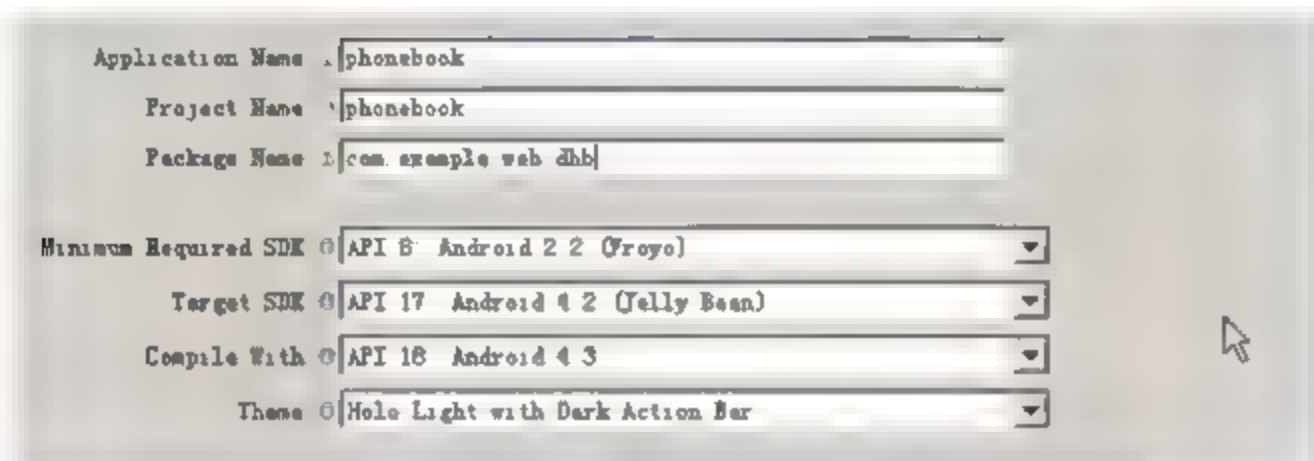 Application Name phonebook
Project Name phonebook
Package Name com.example web dhb
Minimum Required SDK API 8 Android 2 2 (Froyo)
Target SDK API 17 Android 4 2 (Jelly Bean)
Compile With API 18 Android 4 3
Theme Holo Light with Dark Action Bar